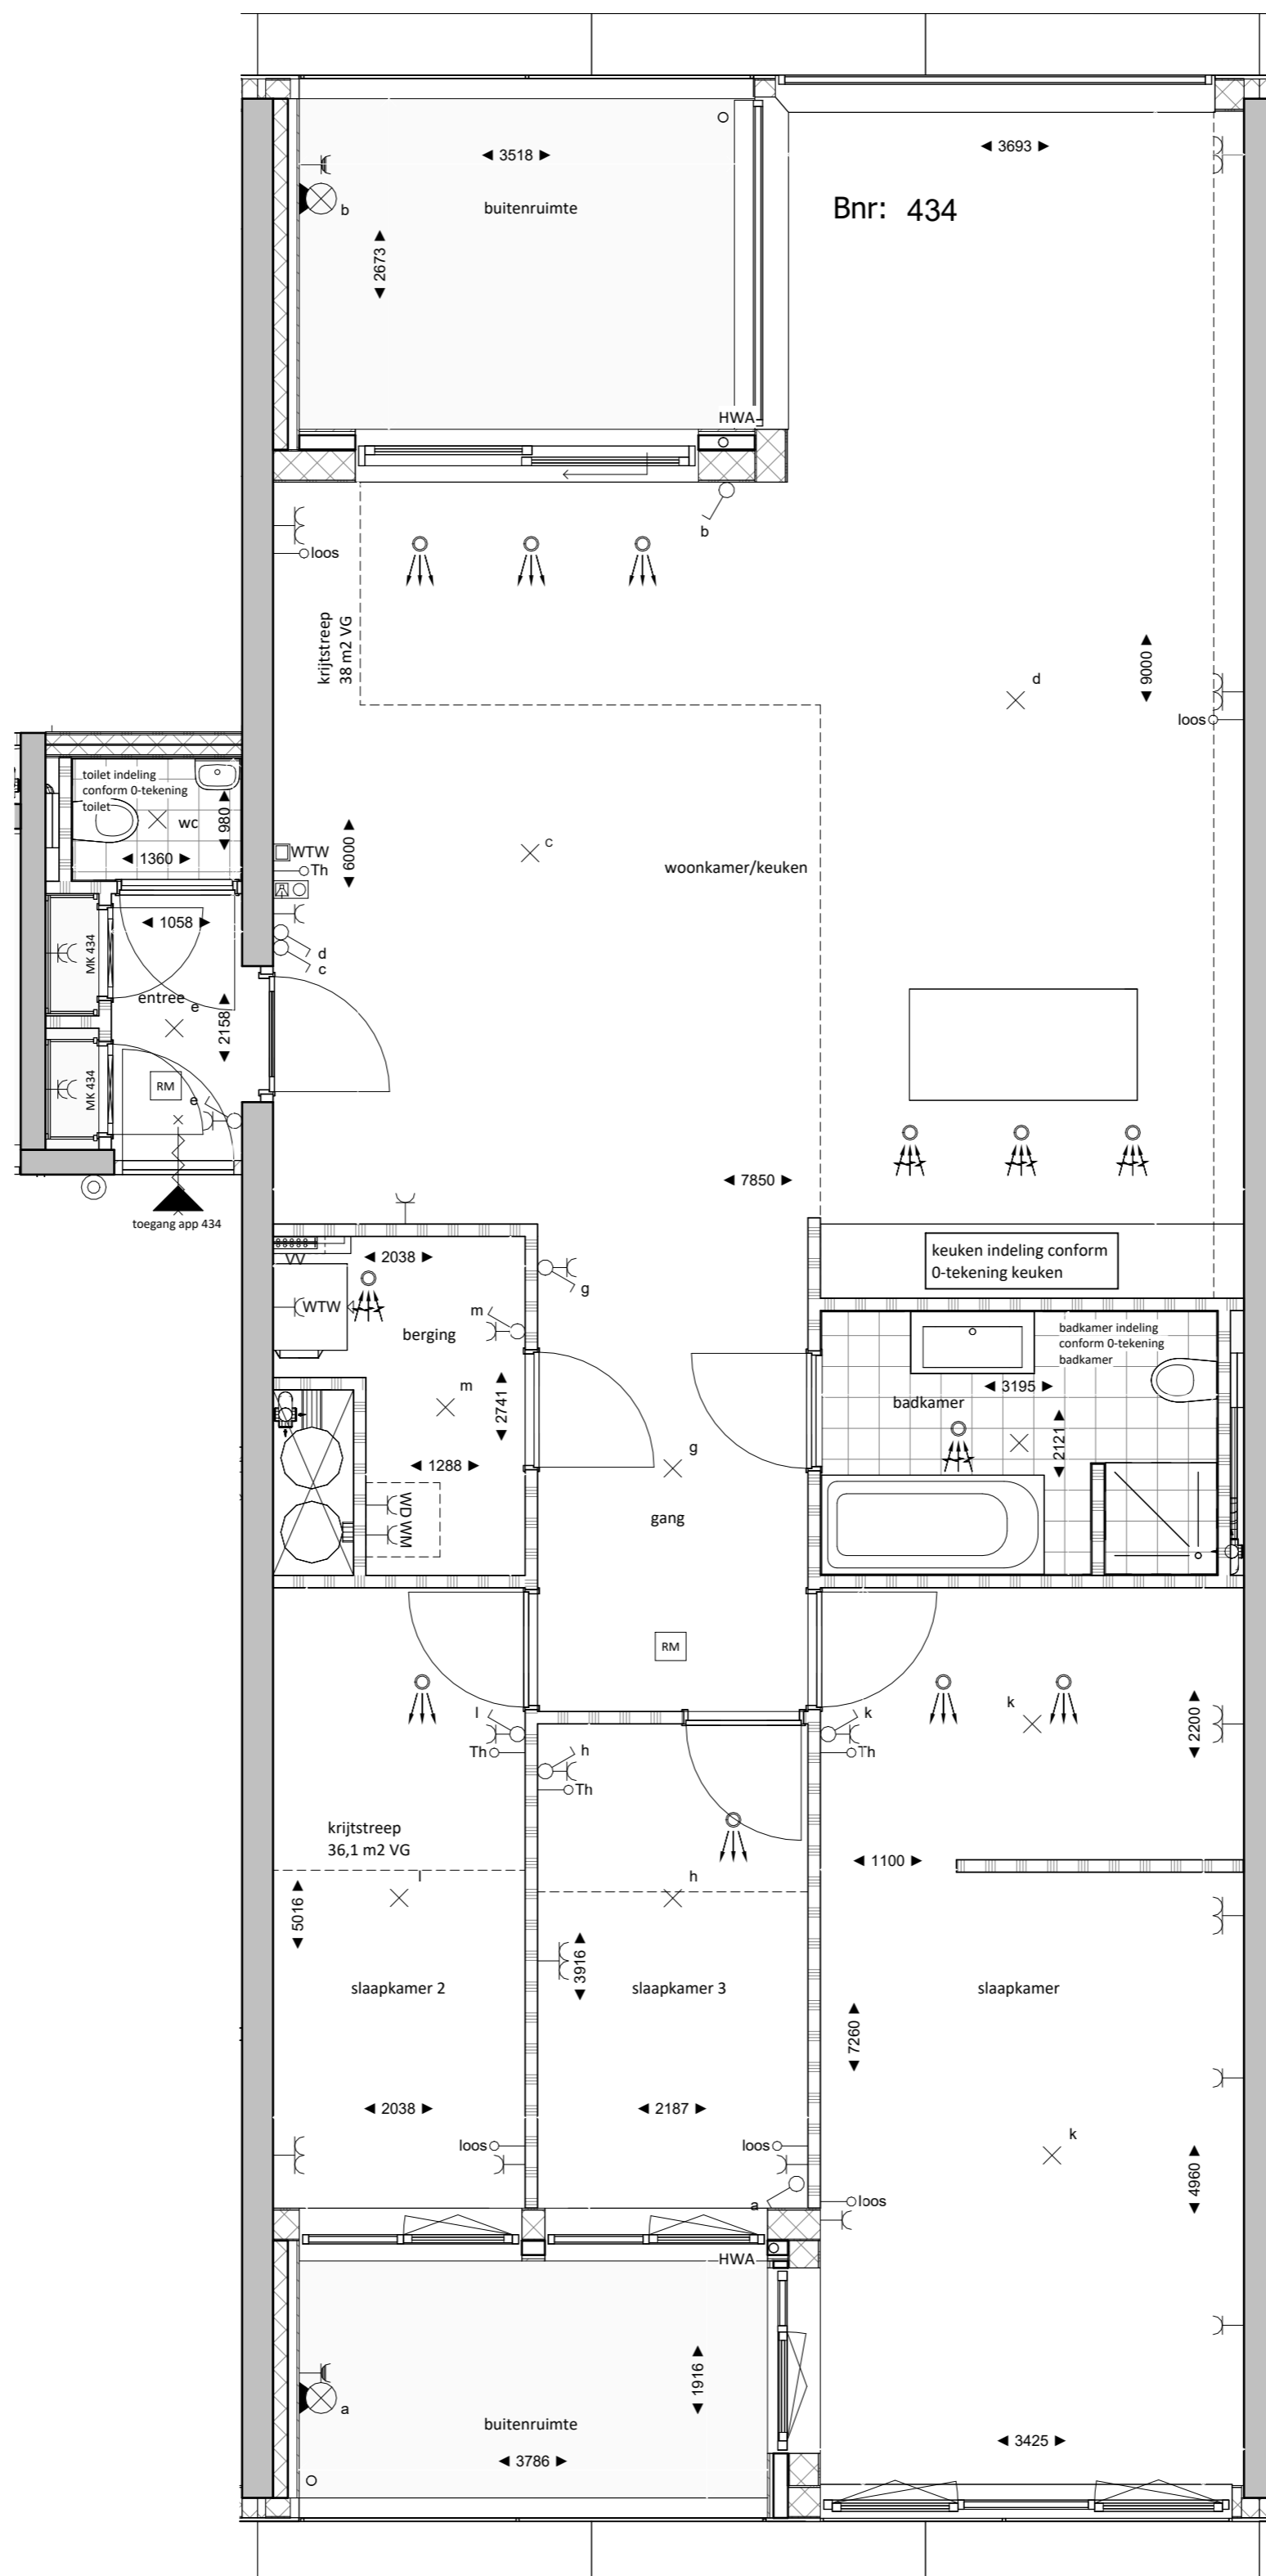 3518
3693
b
buitenruimte
Bnr: 434
2673
HWA
b
loos
krijtstreep
38 m2 VG
9000
d
loos
toilet indeling
conform 0-tekening
toilet
wc
980
1360
WTW
Th
6000
c
woonkamer/keuken
1058
MK 434
d
c
entree
e
2158
MK 434
RM
e
toegang app 434
7850
2038
WTW
berging
m
g
keuken indeling conform
0-tekening keuken
badkamer indeling
conform 0-tekening
badkamer
3195
badkamer
2121
m
2741
1288
WD WM
g
gang
RM
l
Th
h
Th
k
Th
k
2200
krijtstreep
36,1 m2 VG
1100
l
h
5016
3916
slaapkamer 2
slaapkamer 3
slaapkamer
7260
2038
2187
loos
loos
k
4960
a
loos
HWA
1916
a
buitenruimte
3786
3425